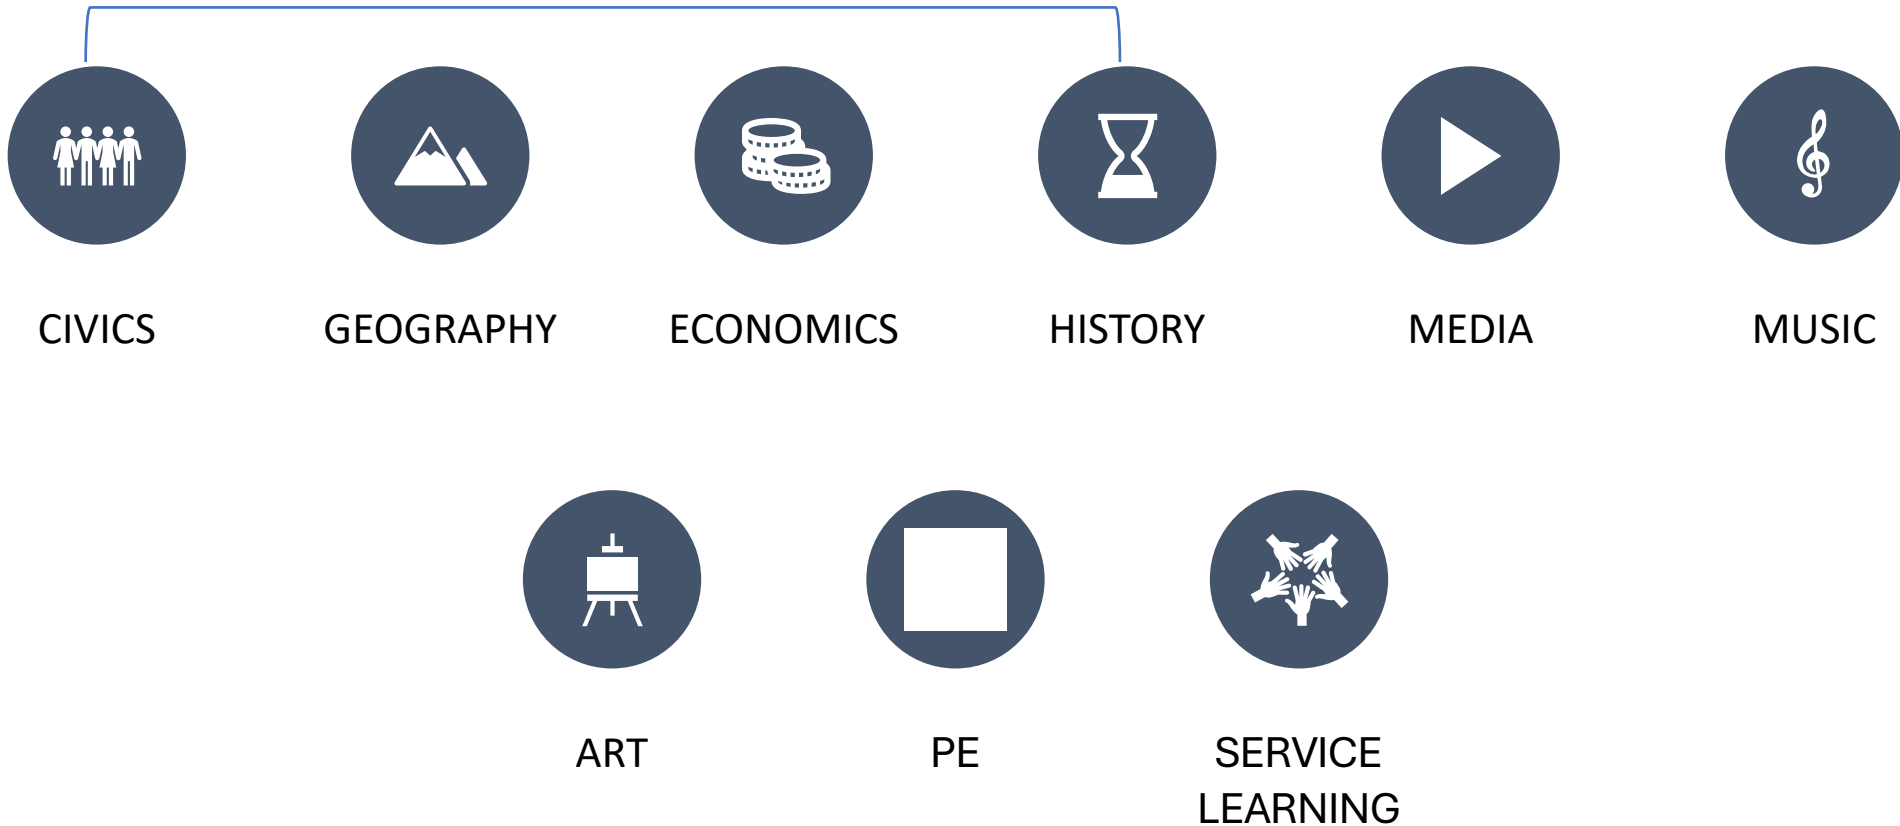 CIVICS
GEOGRAPHY
ECONOMICS
HISTORY
MEDIA
MUSIC
ART
PE
SERVICE
LEARNING